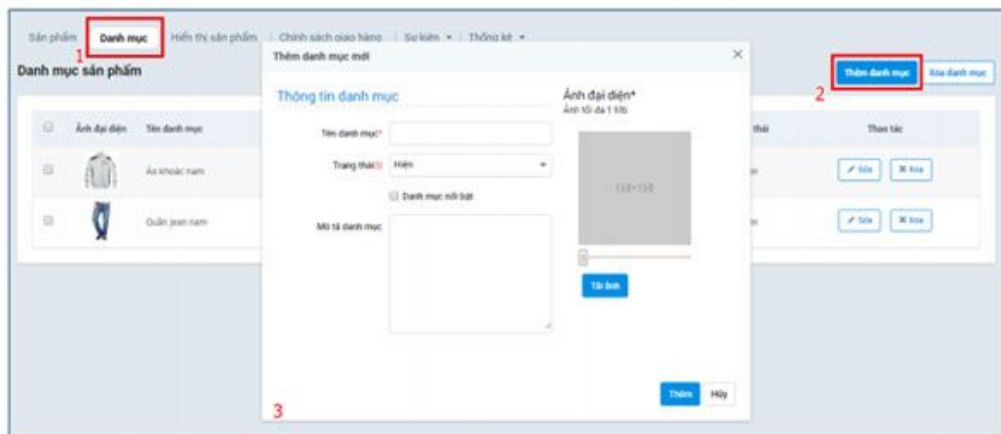 Sản phẩm Danh mục Hiển thị sản phẩm Chính sách giao hàng Sự kiện Thống kê
1
Danh mục sản phẩm
Thêm danh mục Xóa danh mục
2
Ảnh đại diện Tên danh mục thái Thao tác
Áo khoác nam Sửa Xóa
Quần jean nam Sửa Xóa
Thêm danh mục mới
Thông tin danh mục
Tên danh mục*
Trạng thái Hiện
Danh mục nổi bật
Mô tả danh mục
Ảnh đại diện*
Ảnh tối đa 1 Mb
150×150
Tải ảnh
Thêm Hủy
3